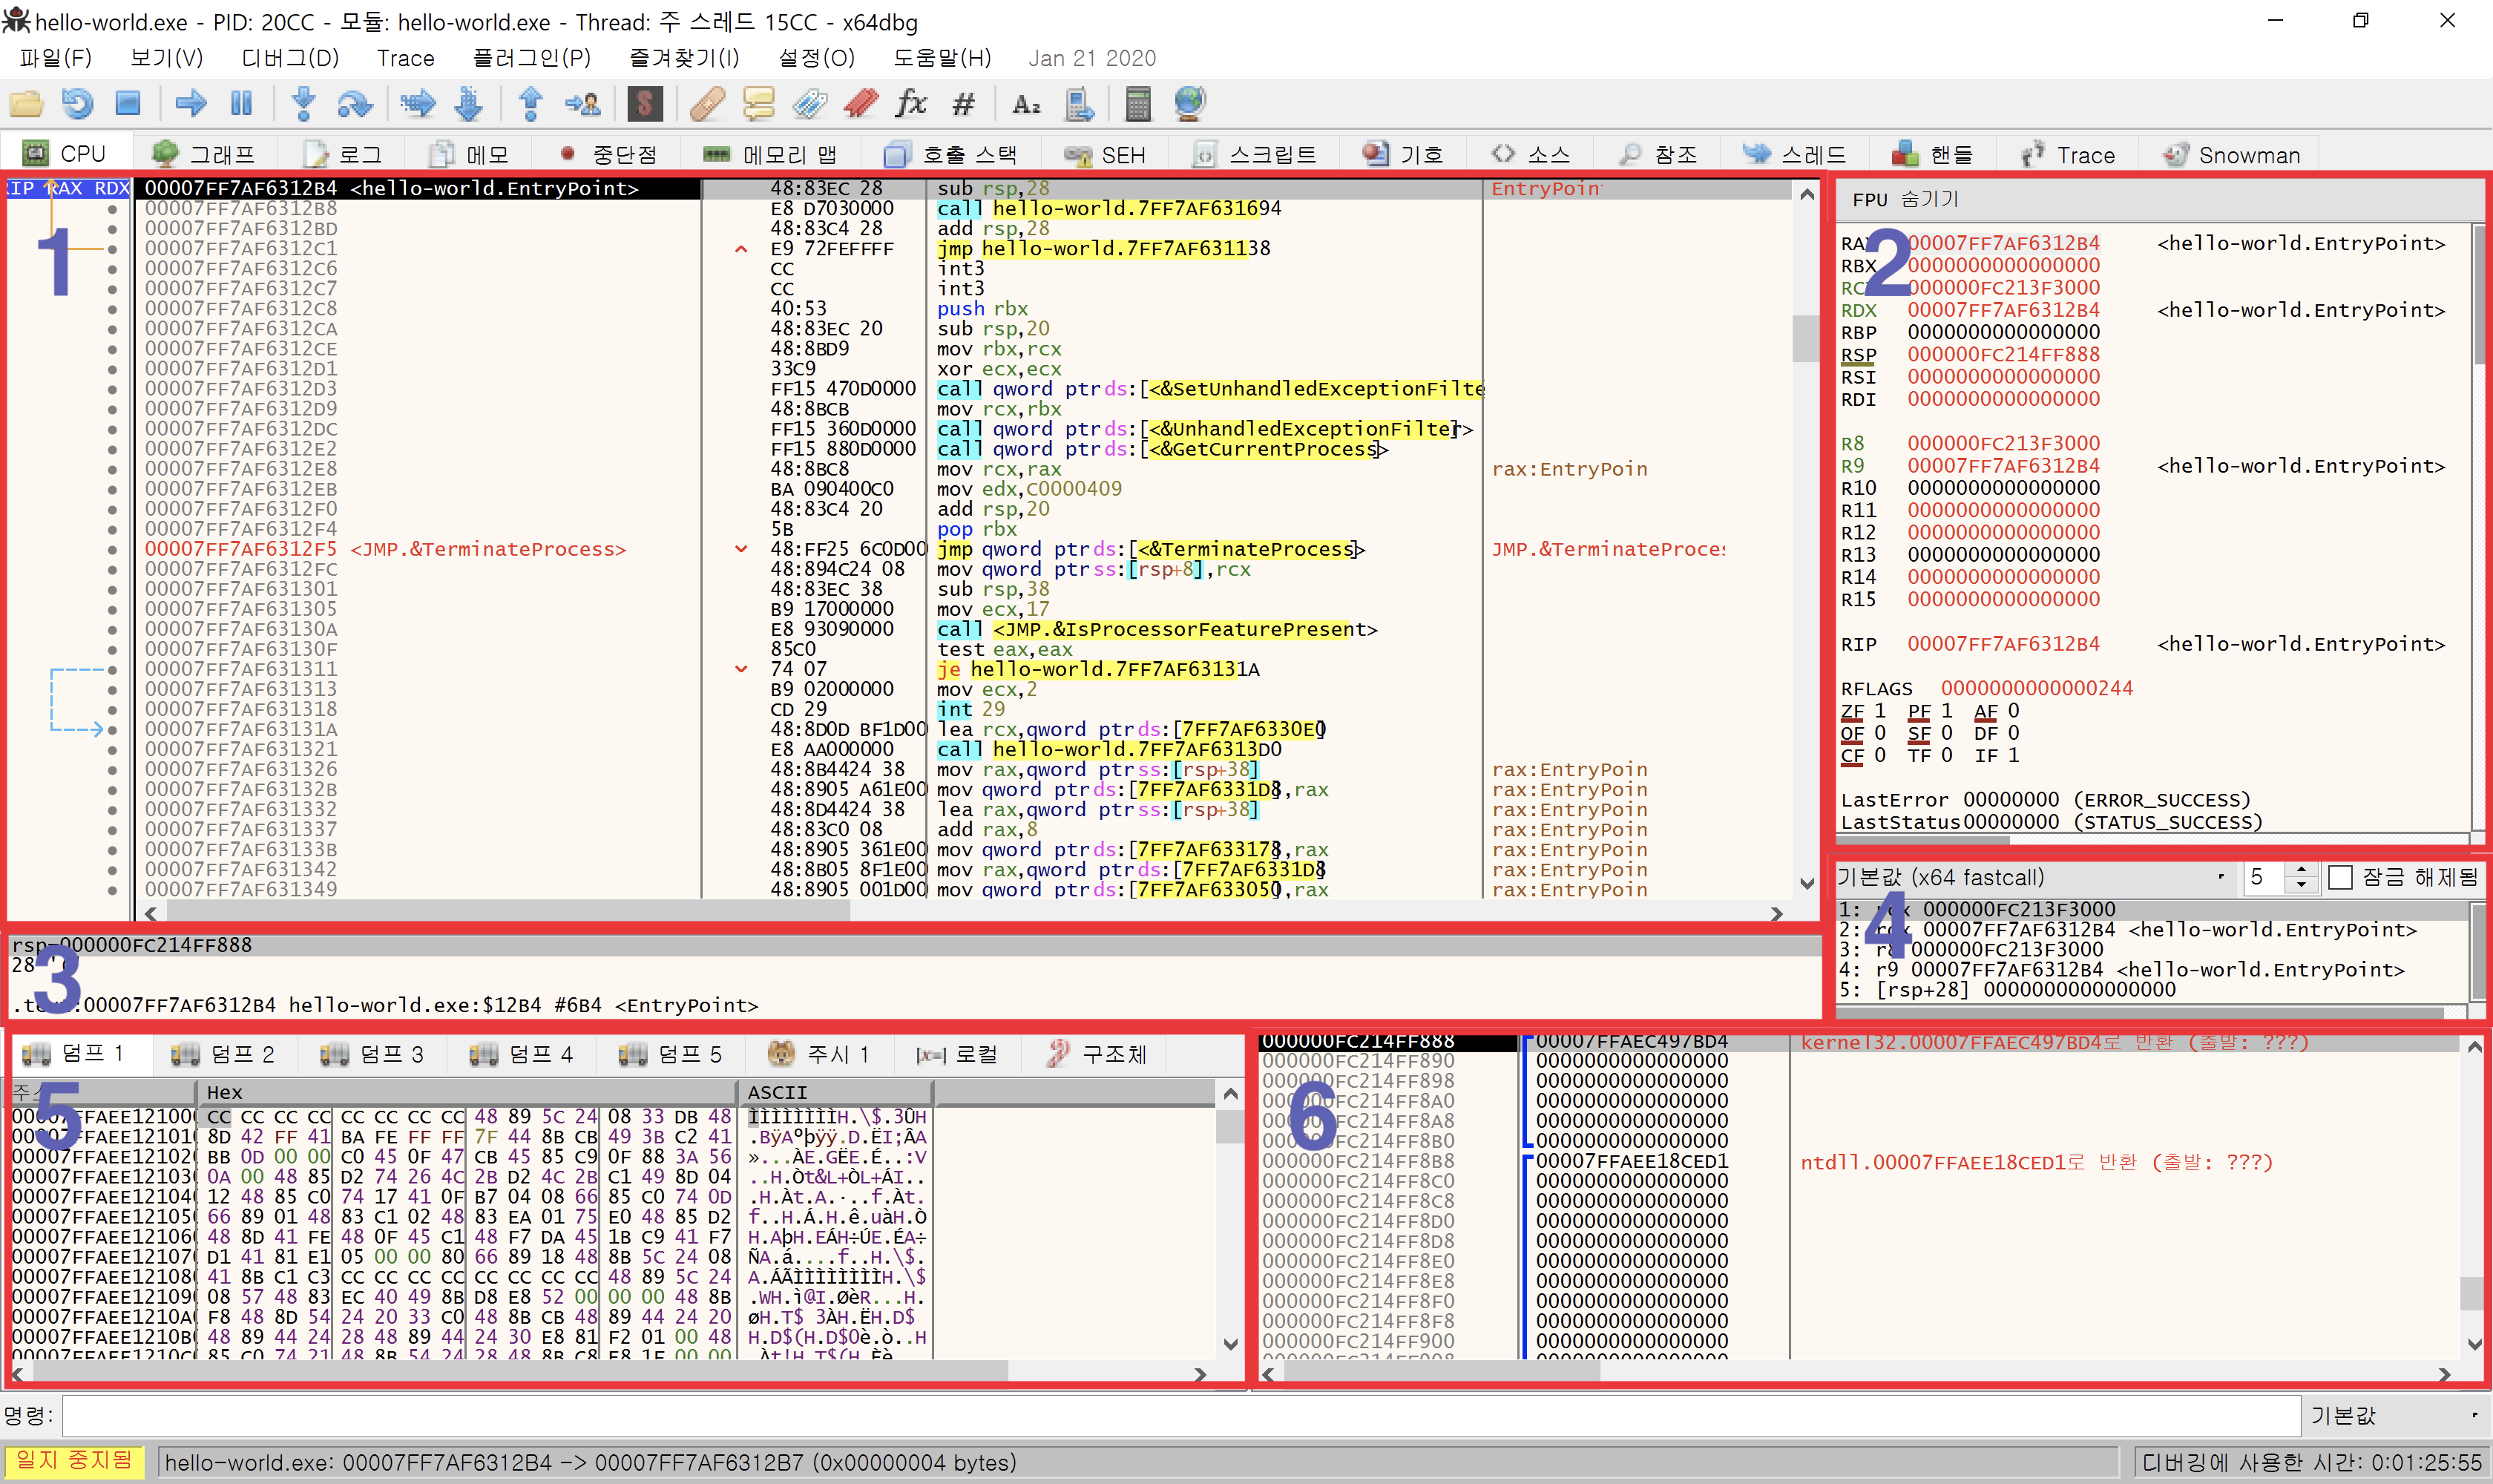 hello-world.exe - PID: 20CC - 모듈: hello-world.exe - Thread: 주 스레드 15CC - x64dbg
파일(F) 보기(V) 디버그(D) Trace 플러그인(P) 즐겨찾기(I) 설정(O) 도움말(H) Jan 21 2020
CPU 그래프 로그 메모 중단점 메모리 맵 호출 스택 SEH 스크립트 기호 소스 참조 스레드 핸들 Trace Snowman
1
RIP RAX RDX 00007FF7AF6312B4 <hello-world.EntryPoint> 48:83EC 28 sub rsp,28 EntryPoin
00007FF7AF6312B8 E8 D7030000 call hello-world.7FF7AF631694
00007FF7AF6312BD 48:83C4 28 add rsp,28
00007FF7AF6312C1 E9 72FEFFFF jmp hello-world.7FF7AF631138
00007FF7AF6312C6 CC int3
00007FF7AF6312C7 CC int3
00007FF7AF6312C8 40:53 push rbx
00007FF7AF6312CA 48:83EC 20 sub rsp,20
00007FF7AF6312CE 48:8BD9 mov rbx,rcx
00007FF7AF6312D1 33C9 xor ecx,ecx
00007FF7AF6312D3 FF15 470D0000 call qword ptr ds:[<&SetUnhandledExceptionFilte
00007FF7AF6312D9 48:8BCB mov rcx,rbx
00007FF7AF6312DC FF15 360D0000 call qword ptr ds:[<&UnhandledExceptionFilter>
00007FF7AF6312E2 FF15 880D0000 call qword ptr ds:[<&GetCurrentProcess>]
00007FF7AF6312E8 48:8BC8 mov rcx,rax rax:EntryPoin
00007FF7AF6312EB BA 090400C0 mov edx,C0000409
00007FF7AF6312F0 48:83C4 20 add rsp,20
00007FF7AF6312F4 5B pop rbx
00007FF7AF6312F5 <JMP.&TerminateProcess> 48:FF25 6C0D00 jmp qword ptr ds:[<&TerminateProcess>] JMP.&TerminateProces
00007FF7AF6312FC 48:894C24 08 mov qword ptr ss:[rsp+8],rcx
00007FF7AF631301 48:83EC 38 sub rsp,38
00007FF7AF631305 B9 17000000 mov ecx,17
00007FF7AF63130A E8 93090000 call <JMP.&IsProcessorFeaturePresent>
00007FF7AF63130F 85C0 test eax,eax
00007FF7AF631311 74 07 je hello-world.7FF7AF63131A
00007FF7AF631313 B9 02000000 mov ecx,2
00007FF7AF631318 CD 29 int 29
00007FF7AF63131A 48:8D0D BF1D00 lea rcx,qword ptr ds:[7FF7AF6330E0]
00007FF7AF631321 E8 AA000000 call hello-world.7FF7AF6313D0
00007FF7AF631326 48:8B4424 38 mov rax,qword ptr ss:[rsp+38] rax:EntryPoin
00007FF7AF63132B 48:8905 A61E00 mov qword ptr ds:[7FF7AF6331D8],rax rax:EntryPoin
00007FF7AF631332 48:8D4424 38 lea rax,qword ptr ss:[rsp+38] rax:EntryPoin
00007FF7AF631337 48:83C0 08 add rax,8 rax:EntryPoin
00007FF7AF63133B 48:8905 361E00 mov qword ptr ds:[7FF7AF633178],rax rax:EntryPoin
00007FF7AF631342 48:8B05 8F1E00 mov rax,qword ptr ds:[7FF7AF6331D8] rax:EntryPoin
00007FF7AF631349 48:8905 001D00 mov qword ptr ds:[7FF7AF633050],rax rax:EntryPoin
FPU 숨기기
2
RAX 00007FF7AF6312B4 <hello-world.EntryPoint>
RBX 0000000000000000
RCX 000000FC213F3000
RDX 00007FF7AF6312B4 <hello-world.EntryPoint>
RBP 0000000000000000
RSP 000000FC214FF888
RSI 0000000000000000
RDI 0000000000000000
R8 000000FC213F3000
R9 00007FF7AF6312B4 <hello-world.EntryPoint>
R10 0000000000000000
R11 0000000000000000
R12 0000000000000000
R13 0000000000000000
R14 0000000000000000
R15 0000000000000000
RIP 00007FF7AF6312B4 <hello-world.EntryPoint>
RFLAGS 0000000000000244
ZF 1 PF 1 AF 0
OF 0 SF 0 DF 0
CF 0 TF 0 IF 1
LastError 00000000 (ERROR_SUCCESS)
LastStatus 00000000 (STATUS_SUCCESS)
3
rsp=000000FC214FF888
28 '('
.text:00007FF7AF6312B4 hello-world.exe:$12B4 #6B4 <EntryPoint>
기본값 (x64 fastcall) 5 잠금 해제됨
4
1: rcx 000000FC213F3000
2: rdx 00007FF7AF6312B4 <hello-world.EntryPoint>
3: r8 000000FC213F3000
4: r9 00007FF7AF6312B4 <hello-world.EntryPoint>
5: [rsp+28] 0000000000000000
덤프 1 덤프 2 덤프 3 덤프 4 덤프 5 주시 1 [x=] 로컬 구조체
5
주소 Hex ASCII
00007FFAEE121000 CC CC CC CC CC CC CC CC 48 89 5C 24 08 33 DB 48 ÌÌÌÌÌÌÌÌH.\$.3ÛH
00007FFAEE121010 8D 42 FF 41 BA FE FF FF 7F 44 8B CB 49 3B C2 41 .BÿAºþÿÿ.D.ËI;ÂA
00007FFAEE121020 BB 0D 00 00 C0 45 0F 47 CB 45 85 C9 0F 88 3A 56 »...ÀE.GËE.É..:V
00007FFAEE121030 0A 00 48 85 D2 74 26 4C 2B D2 4C 2B C1 49 8D 04 ..H.Òt&L+ÒL+ÁI..
00007FFAEE121040 12 48 85 C0 74 17 41 0F B7 04 08 66 85 C0 74 0D .H.Àt.A.·..f.Àt.
00007FFAEE121050 66 89 01 48 83 C1 02 48 83 EA 01 75 E0 48 85 D2 f..H.Á.H.ê.uàH.Ò
00007FFAEE121060 48 8D 41 FE 48 0F 45 C1 48 F7 DA 45 1B C9 41 F7 H.AþH.EÁH÷ÚE.ÉA÷
00007FFAEE121070 D1 41 81 E1 05 00 00 80 66 89 18 48 8B 5C 24 08 ÑA.á....f..H.\$.
00007FFAEE121080 41 8B C1 C3 CC CC CC CC CC CC CC CC 48 89 5C 24 A.ÁÃÌÌÌÌÌÌÌÌH.\$
00007FFAEE121090 08 57 48 83 EC 40 49 8B D8 E8 52 00 00 00 48 8B .WH.ì@I.ØèR...H.
00007FFAEE1210A0 F8 48 8D 54 24 20 33 C0 48 8B CB 48 89 44 24 20 øH.T$ 3ÀH.ËH.D$
00007FFAEE1210B0 48 89 44 24 28 48 89 44 24 30 E8 81 F2 01 00 48 H.D$(H.D$0è.ò..H
00007FFAEE1210C0 85 C0 74 21 48 8B 54 24 28 48 8B C8 E8 1E 00 00 .Àt!H.T$(H.Èè..
6
000000FC214FF888 00007FFAEC497BD4 kernel32.00007FFAEC497BD4로 반환 (출발: ???)
000000FC214FF890 0000000000000000
000000FC214FF898 0000000000000000
000000FC214FF8A0 0000000000000000
000000FC214FF8A8 0000000000000000
000000FC214FF8B0 0000000000000000
000000FC214FF8B8 00007FFAEE18CED1 ntdll.00007FFAEE18CED1로 반환 (출발: ???)
000000FC214FF8C0 0000000000000000
000000FC214FF8C8 0000000000000000
000000FC214FF8D0 0000000000000000
000000FC214FF8D8 0000000000000000
000000FC214FF8E0 0000000000000000
000000FC214FF8E8 0000000000000000
000000FC214FF8F0 0000000000000000
000000FC214FF8F8 0000000000000000
000000FC214FF900 0000000000000000
000000FC214FF908 0000000000000000
명령: 기본값
일지 중지됨 hello-world.exe: 00007FF7AF6312B4 -> 00007FF7AF6312B7 (0x00000004 bytes) 디버깅에 사용한 시간: 0:01:25:55